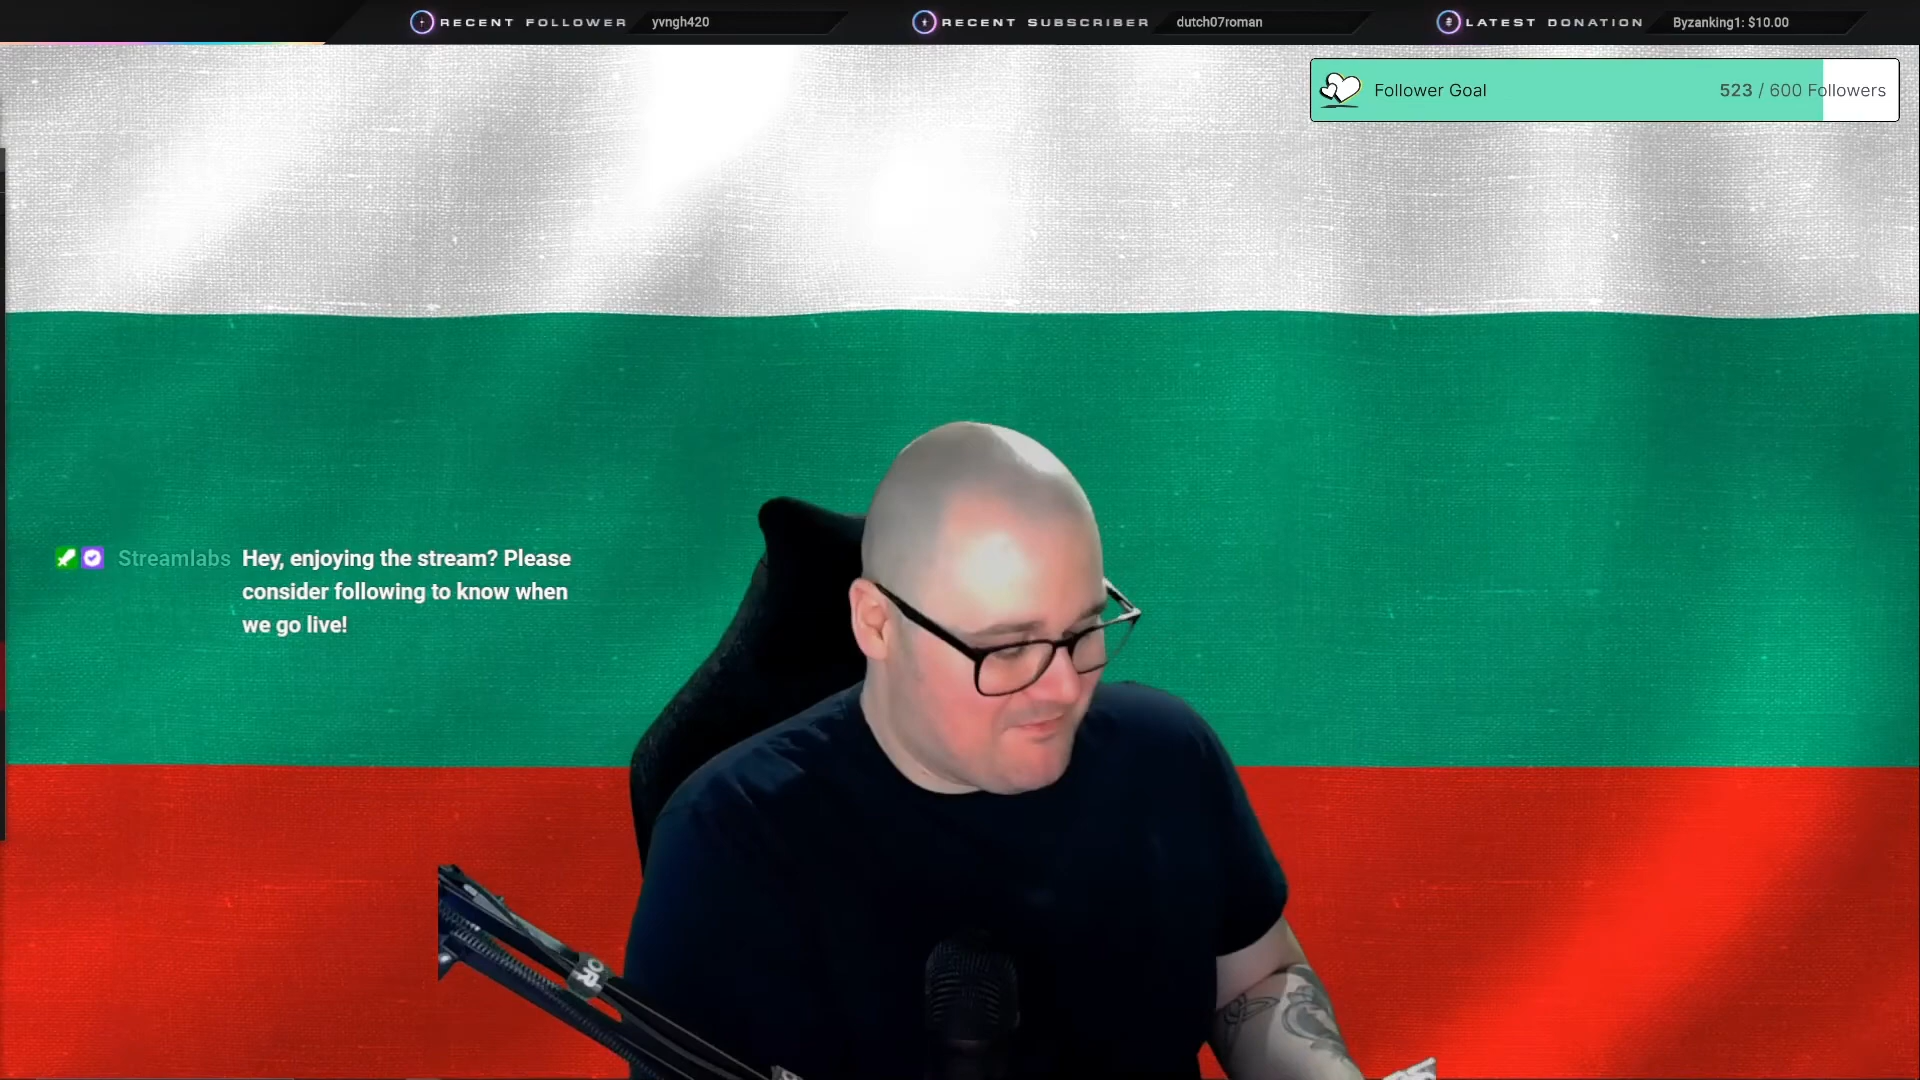 RECENT FOLLOWER yvngh420 RECENT SUBSCRIBER dutch07roman LATEST DONATION Byzanking1: $10.00
Follower Goal 523 / 600 Followers
Streamlabs Hey, enjoying the stream? Please
consider following to know when
we go live!
OR